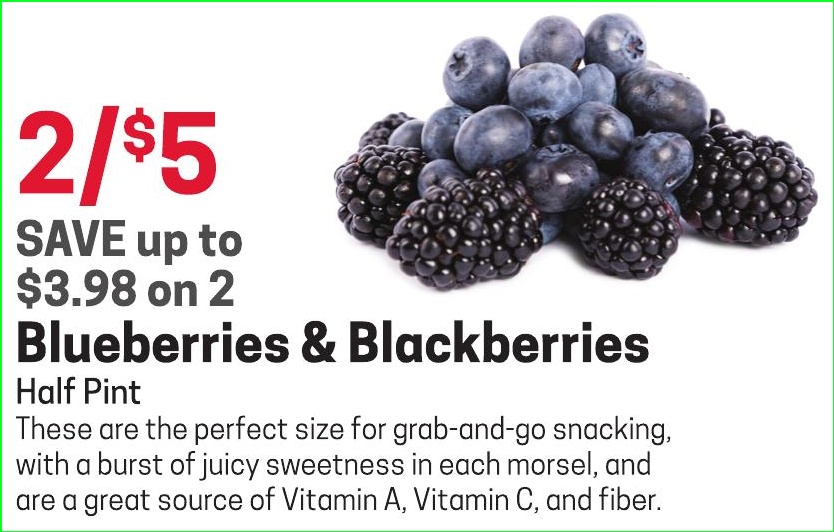 2/$5
SAVE up to
$3.98 on 2
Blueberries & Blackberries
Half Pint
These are the perfect size for grab-and-go snacking,
with a burst of juicy sweetness in each morsel, and
are a great source of Vitamin A, Vitamin C, and fiber.